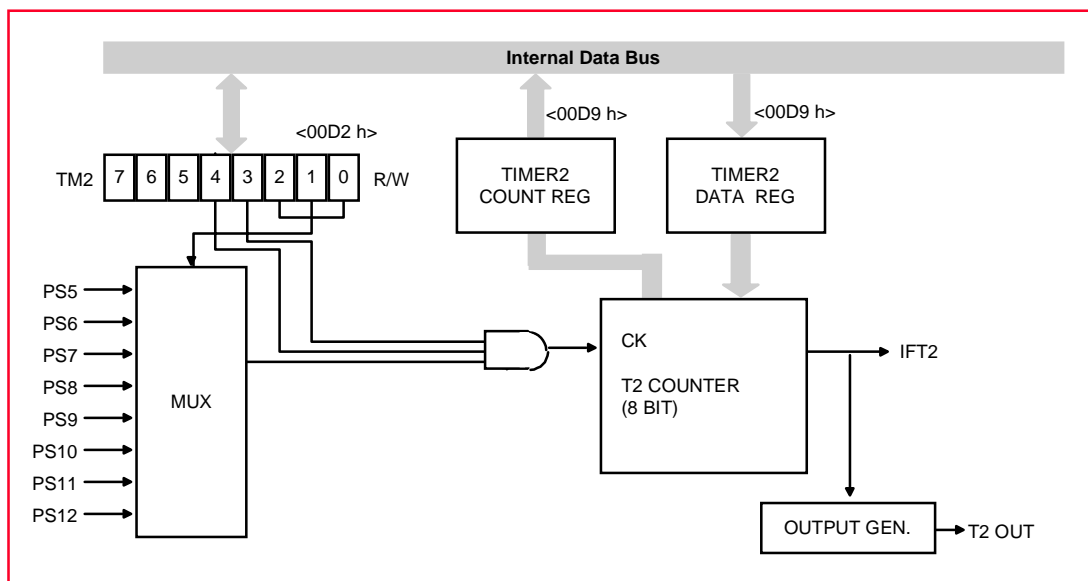 Internal Data Bus
<00D2 h>
<00D9 h>
<00D9 h>
TM2 7 6 5 4 3 2 1 0 R/W
TIMER2
COUNT REG
TIMER2
DATA REG
PS5
PS6
PS7
PS8
PS9
PS10
PS11
PS12
MUX
CK
T2 COUNTER
(8 BIT)
IFT2
OUTPUT GEN.
T2 OUT